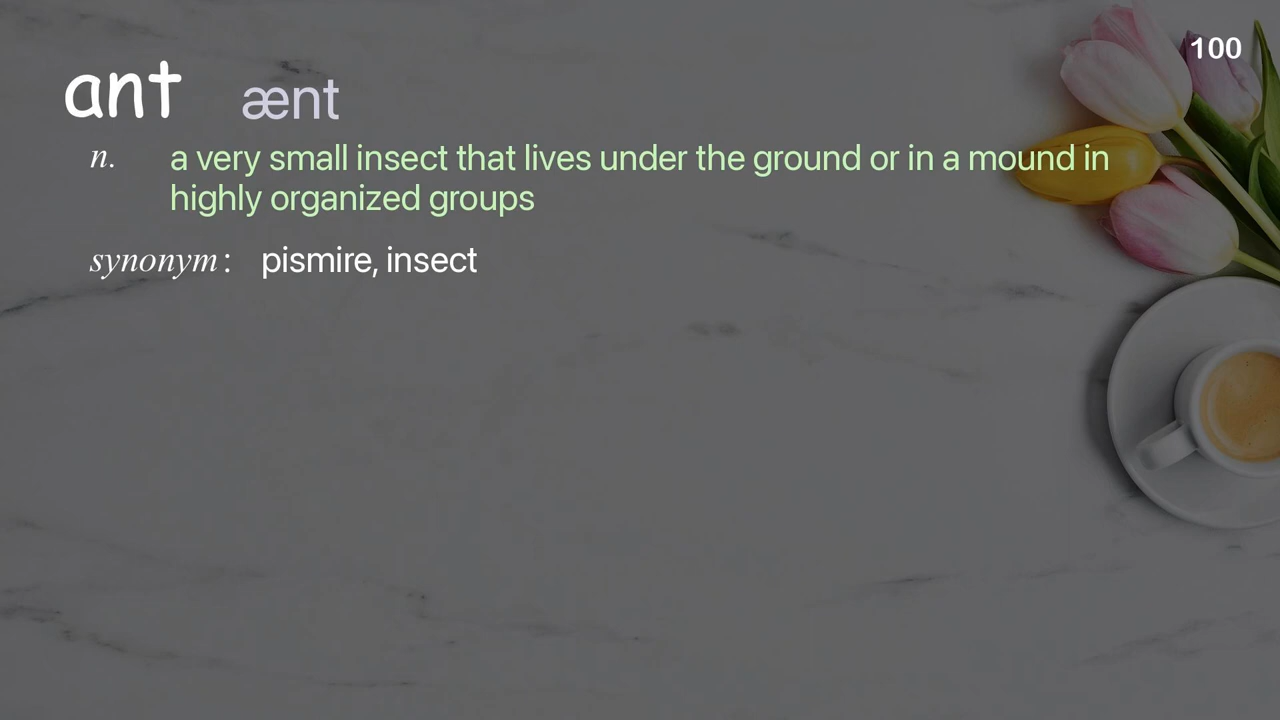 100
ant ænt
n. a very small insect that lives under the ground or in a mound in
highly organized groups
synonym : pismire, insect